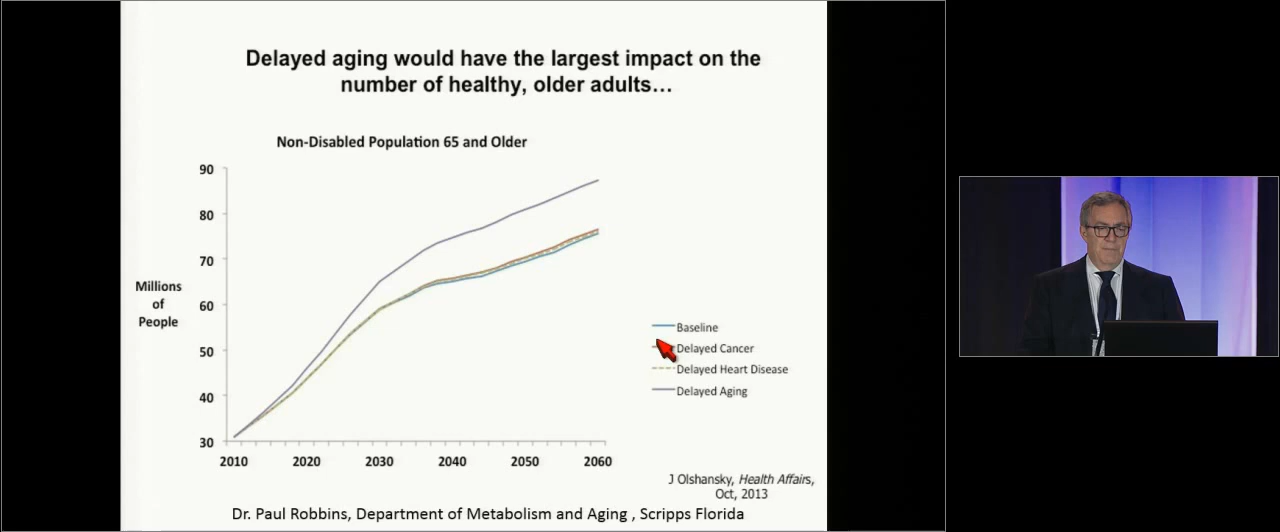 Delayed aging would have the largest impact on the
number of healthy, older adults…
Non-Disabled Population 65 and Older
90
80
70
60
50
40
30
Millions
of
People
2010 2020 2030 2040 2050 2060
Baseline
Delayed Cancer
Delayed Heart Disease
Delayed Aging
J Olshansky, Health Affairs,
Oct, 2013
Dr. Paul Robbins, Department of Metabolism and Aging , Scripps Florida